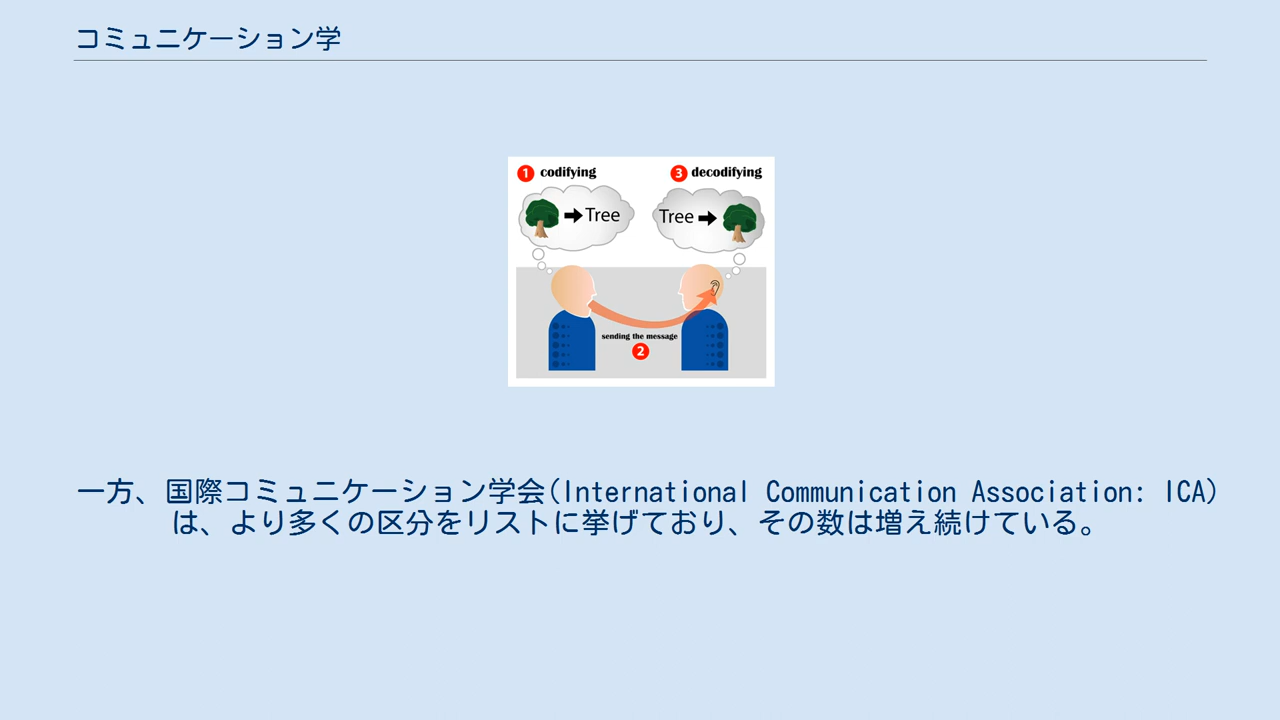 コミュニケーション学
1 codifying
3 decodifying
Tree
Tree
sending the message
2
一方、国際コミュニケーション学会(International Communication Association: ICA)
は、より多くの区分をリストに挙げており、その数は増え続けている。